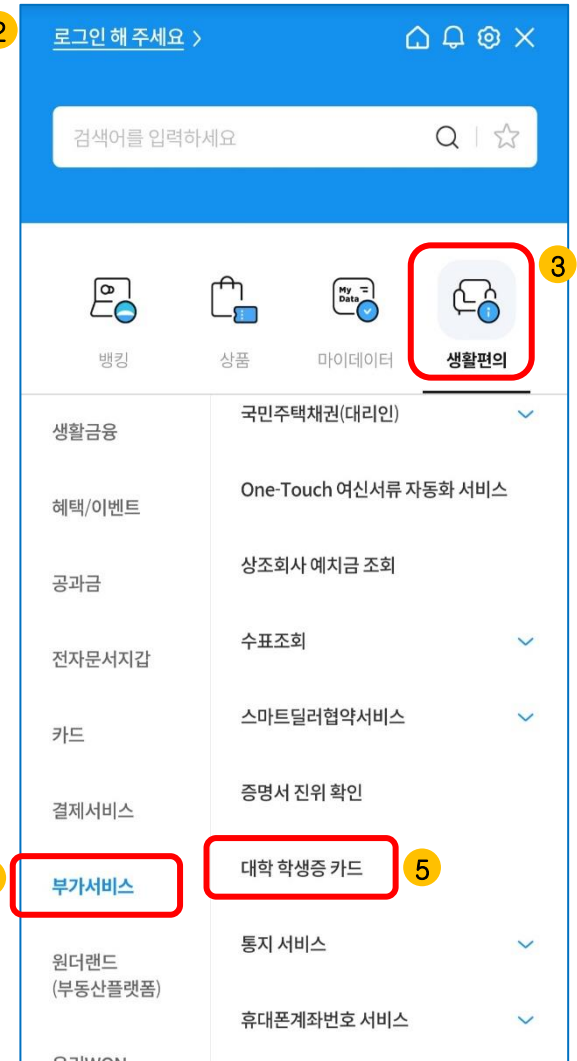 2
로그인 해 주세요 >
검색어를 입력하세요
3
My
Data
뱅킹
상품
마이데이터
생활편의
생활금융
국민주택채권(대리인)
혜택/이벤트
One-Touch 여신서류 자동화 서비스
공과금
상조회사 예치금 조회
전자문서지갑
수표조회
카드
스마트딜러협약서비스
결제서비스
증명서 진위 확인
부가서비스
대학 학생증 카드
5
원더랜드
(부동산플랫폼)
통지 서비스
휴대폰계좌번호 서비스